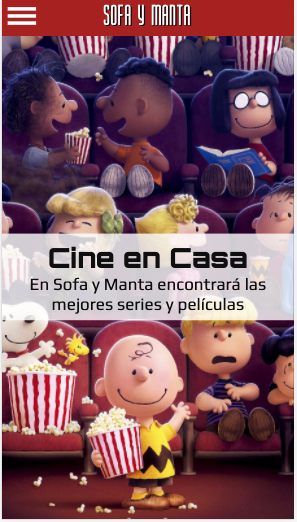 SOFA Y MANTA
Cine en Casa
En Sofa y Manta encontrará las
mejores series y películas